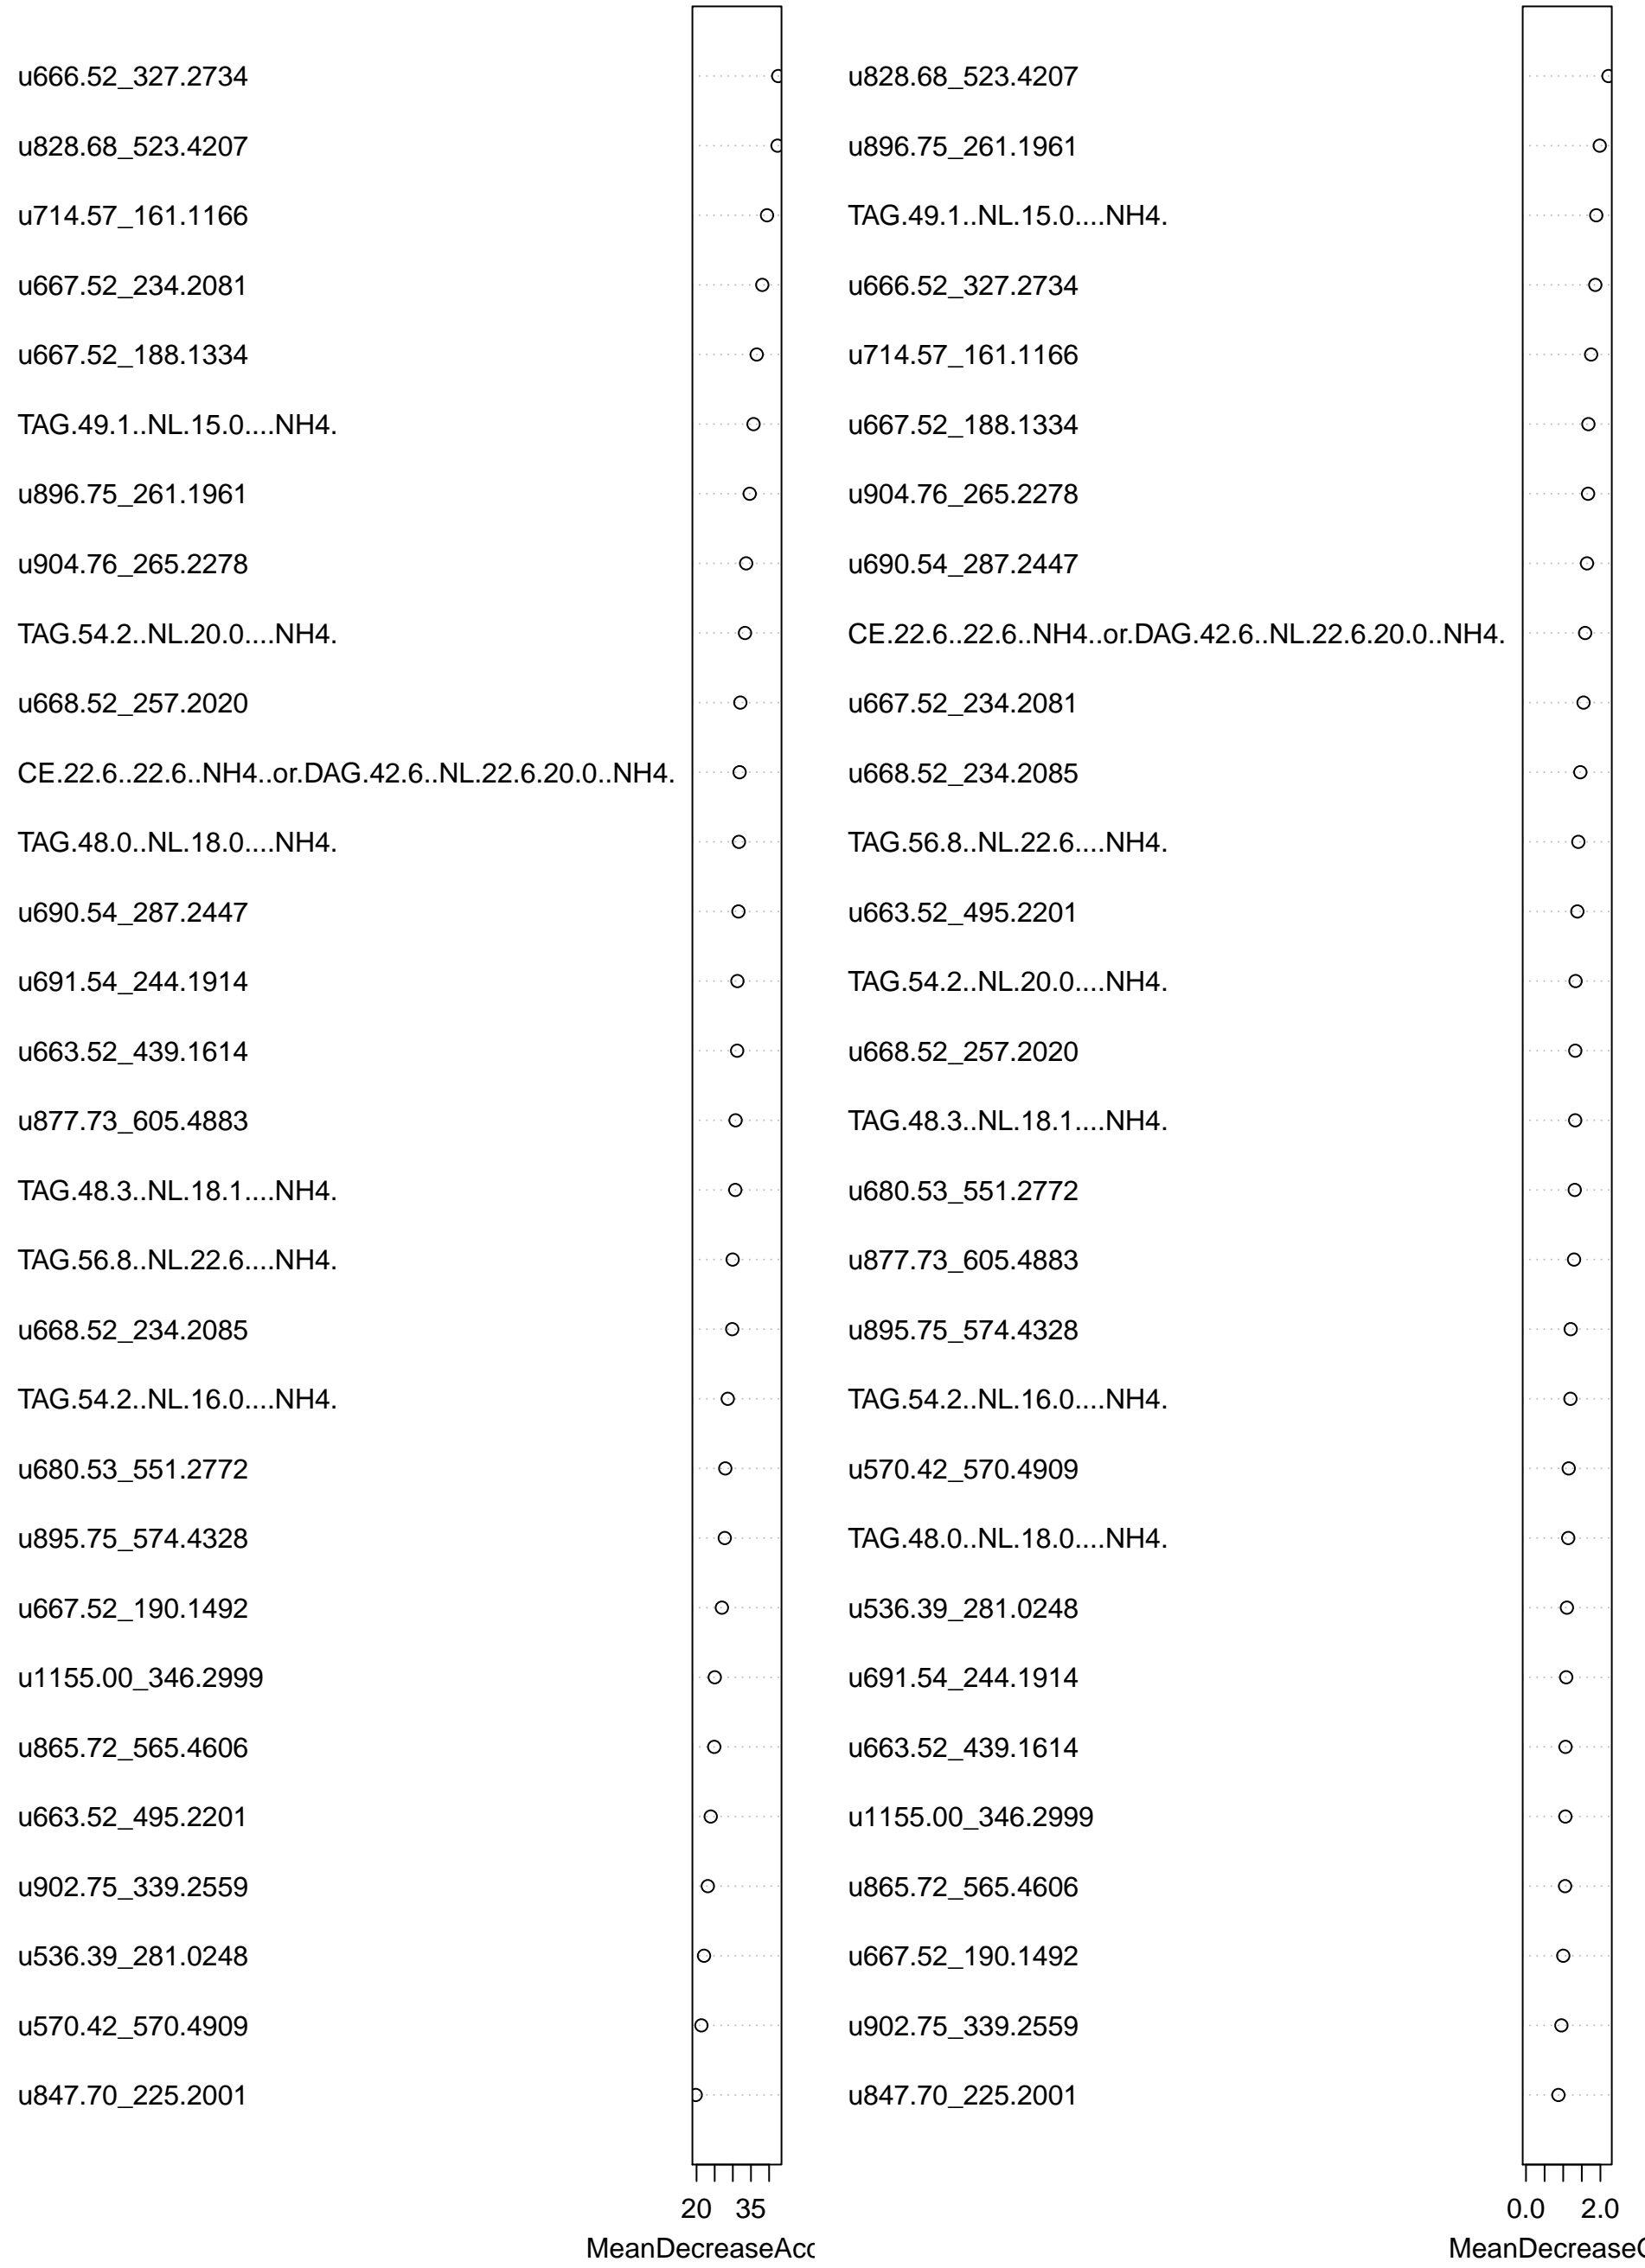 u666.52_327.2734
u828.68_523.4207
u714.57_161.1166
u667.52_234.2081
u667.52_188.1334
TAG.49.1..NL.15.0....NH4.
u896.75_261.1961
u904.76_265.2278
TAG.54.2..NL.20.0....NH4.
u668.52_257.2020
CE.22.6..22.6..NH4..or.DAG.42.6..NL.22.6.20.0..NH4.
TAG.48.0..NL.18.0....NH4.
u690.54_287.2447
u691.54_244.1914
u663.52_439.1614
u877.73_605.4883
TAG.48.3..NL.18.1....NH4.
TAG.56.8..NL.22.6....NH4.
u668.52_234.2085
TAG.54.2..NL.16.0....NH4.
u680.53_551.2772
u895.75_574.4328
u667.52_190.1492
u1155.00_346.2999
u865.72_565.4606
u663.52_495.2201
u902.75_339.2559
u536.39_281.0248
u570.42_570.4909
u847.70_225.2001
20 35
MeanDecreaseAcc
u828.68_523.4207
u896.75_261.1961
TAG.49.1..NL.15.0....NH4.
u666.52_327.2734
u714.57_161.1166
u667.52_188.1334
u904.76_265.2278
u690.54_287.2447
CE.22.6..22.6..NH4..or.DAG.42.6..NL.22.6.20.0..NH4.
u667.52_234.2081
u668.52_234.2085
TAG.56.8..NL.22.6....NH4.
u663.52_495.2201
TAG.54.2..NL.20.0....NH4.
u668.52_257.2020
TAG.48.3..NL.18.1....NH4.
u680.53_551.2772
u877.73_605.4883
u895.75_574.4328
TAG.54.2..NL.16.0....NH4.
u570.42_570.4909
TAG.48.0..NL.18.0....NH4.
u536.39_281.0248
u691.54_244.1914
u663.52_439.1614
u1155.00_346.2999
u865.72_565.4606
u667.52_190.1492
u902.75_339.2559
u847.70_225.2001
0.0 2.0
MeanDecreaseG